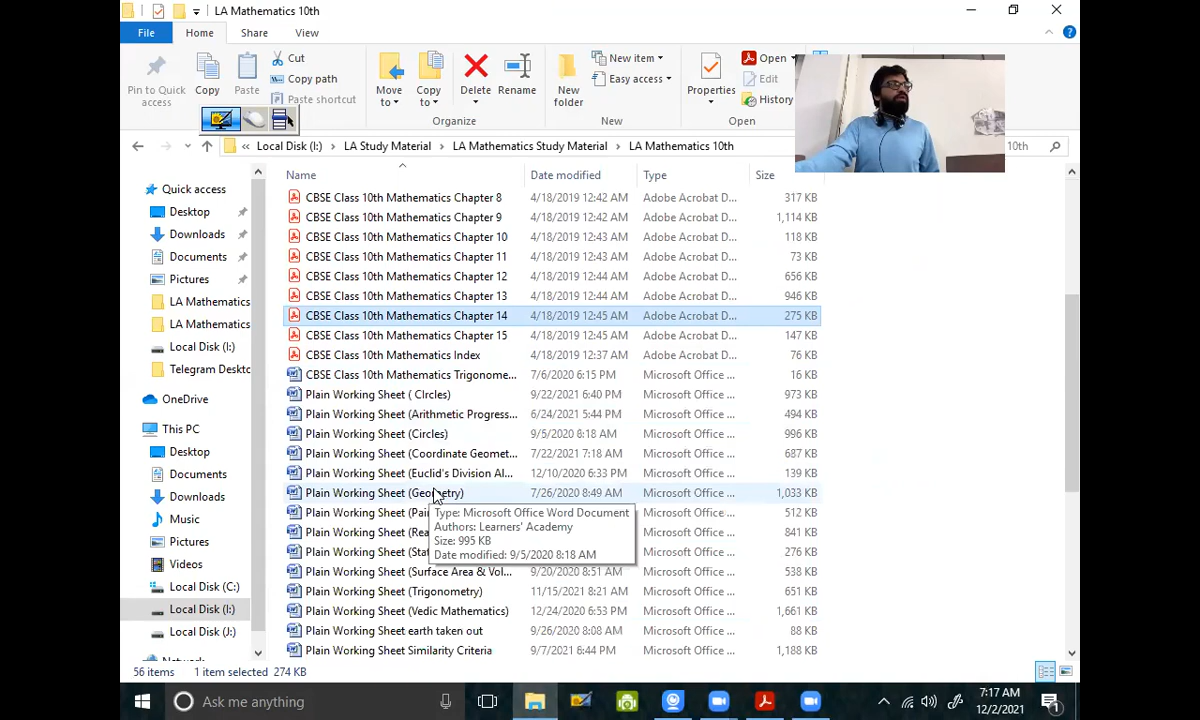 LA Mathematics 10th
File Home Share View
Pin to Quick access
Copy
Paste
Cut
Copy path
Paste shortcut
Move to
Copy to
Delete
Rename
Organize
New folder
New item
Easy access
New
Properties
Open
Edit
History
Open
« Local Disk (I:) › LA Study Material › LA Mathematics Study Material › LA Mathematics 10th
10th
Name Date modified Type Size
Quick access
Desktop
Downloads
Documents
Pictures
LA Mathematics
LA Mathematics
Local Disk (I:)
Telegram Deskto
OneDrive
This PC
Desktop
Documents
Downloads
Music
Pictures
Videos
Local Disk (C:)
Local Disk (I:)
Local Disk (J:)
CBSE Class 10th Mathematics Chapter 8 4/18/2019 12:42 AM Adobe Acrobat D... 317 KB
CBSE Class 10th Mathematics Chapter 9 4/18/2019 12:42 AM Adobe Acrobat D... 1,114 KB
CBSE Class 10th Mathematics Chapter 10 4/18/2019 12:43 AM Adobe Acrobat D... 118 KB
CBSE Class 10th Mathematics Chapter 11 4/18/2019 12:43 AM Adobe Acrobat D... 73 KB
CBSE Class 10th Mathematics Chapter 12 4/18/2019 12:44 AM Adobe Acrobat D... 656 KB
CBSE Class 10th Mathematics Chapter 13 4/18/2019 12:44 AM Adobe Acrobat D... 946 KB
CBSE Class 10th Mathematics Chapter 14 4/18/2019 12:45 AM Adobe Acrobat D... 275 KB
CBSE Class 10th Mathematics Chapter 15 4/18/2019 12:45 AM Adobe Acrobat D... 147 KB
CBSE Class 10th Mathematics Index 4/18/2019 12:37 AM Adobe Acrobat D... 76 KB
CBSE Class 10th Mathematics Trigonome... 7/6/2020 6:15 PM Microsoft Office ... 16 KB
Plain Working Sheet ( CIrcles) 9/22/2021 6:40 PM Microsoft Office ... 973 KB
Plain Working Sheet (Arithmetic Progress... 6/24/2021 5:44 PM Microsoft Office ... 494 KB
Plain Working Sheet (Circles) 9/5/2020 8:18 AM Microsoft Office ... 996 KB
Plain Working Sheet (Coordinate Geomet... 7/22/2021 7:18 AM Microsoft Office ... 687 KB
Plain Working Sheet (Euclid's Division Al... 12/10/2020 6:33 PM Microsoft Office ... 139 KB
Plain Working Sheet (Geometry) 7/26/2020 8:49 AM Microsoft Office ... 1,033 KB
Plain Working Sheet (Pai Microsoft Office ... 512 KB
Plain Working Sheet (Rea Microsoft Office ... 841 KB
Plain Working Sheet (Stat Microsoft Office ... 276 KB
Type: Microsoft Office Word Document
Authors: Learners' Academy
Size: 995 KB
Date modified: 9/5/2020 8:18 AM
Plain Working Sheet (Surface Area & Vol... 9/20/2020 8:51 AM Microsoft Office ... 538 KB
Plain Working Sheet (Trigonometry) 11/15/2021 8:21 AM Microsoft Office ... 651 KB
Plain Working Sheet (Vedic Mathematics) 12/24/2020 6:53 PM Microsoft Office ... 1,661 KB
Plain Working Sheet earth taken out 9/26/2020 8:08 AM Microsoft Office ... 88 KB
Plain Working Sheet Similarity Criteria 9/7/2021 6:44 PM Microsoft Office ... 1,188 KB
56 items 1 item selected 274 KB
Ask me anything
7:17 AM
12/2/2021
1